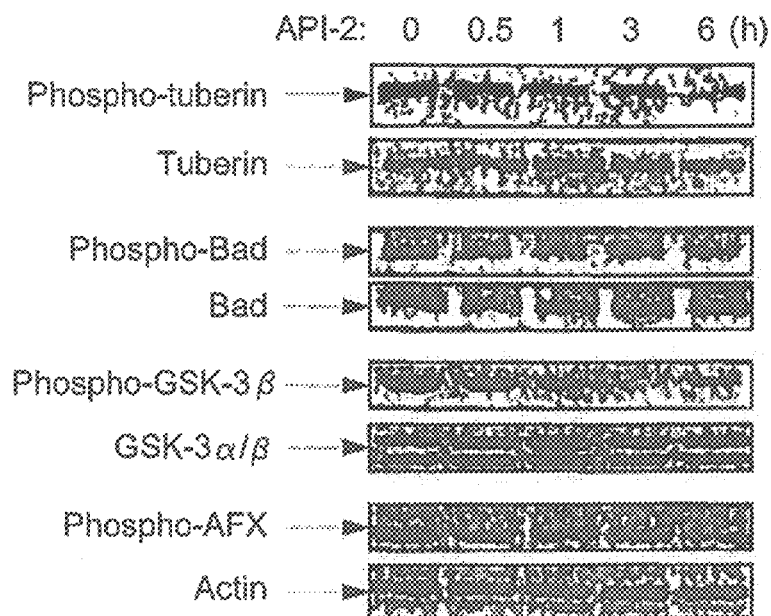 API-2: 0 0.5 1 3 6 (h)
Phospho-tuberin
Tuberin
Phospho-Bad
Bad
Phospho-GSK-3β
GSK-3α/β
Phospho-AFX
Actin